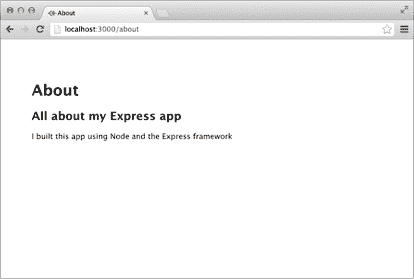 About
localhost:3000/about
About
All about my Express app
I built this app using Node and the Express framework